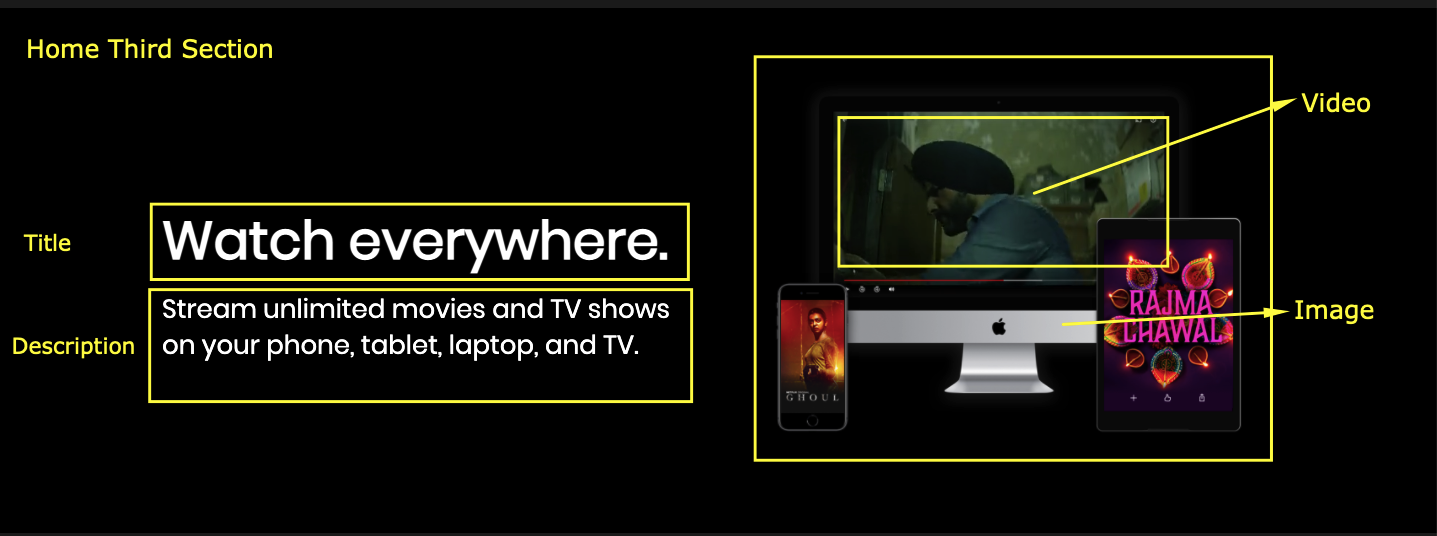 Home Third Section
Video
Title
Watch everywhere.
Description
Stream unlimited movies and TV shows
on your phone, tablet, laptop, and TV.
Image
RAJMA
CHAWAL
GHOUL